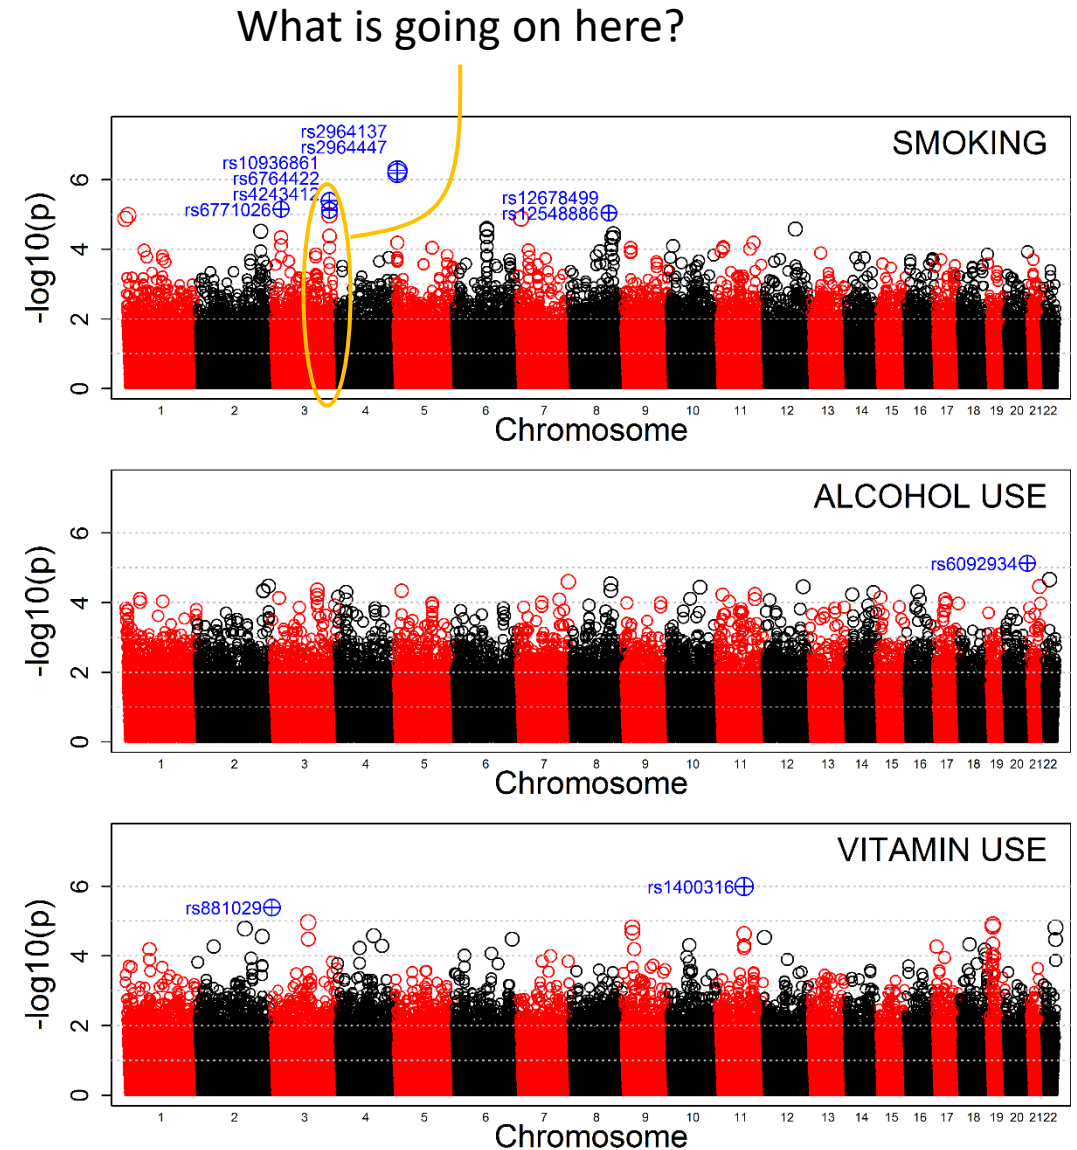 What is going on here?
SMOKING
rs2964137
rs2964447
rs10936861
rs6764422
rs4243412
rs6771026
rs12678499
rs12548886
-log10(p)
6
4
2
0
1 2 3 4 5 6 7 8 9 10 11 12 13 14 15 16 17 18 19 20 21 22
Chromosome
ALCOHOL USE
rs6092934
-log10(p)
6
4
2
0
1 2 3 4 5 6 7 8 9 10 11 12 13 14 15 16 17 18 19 20 21 22
Chromosome
VITAMIN USE
rs1400316
rs881029
-log10(p)
6
4
2
0
1 2 3 4 5 6 7 8 9 10 11 12 13 14 15 16 17 18 19 20 21 22
Chromosome